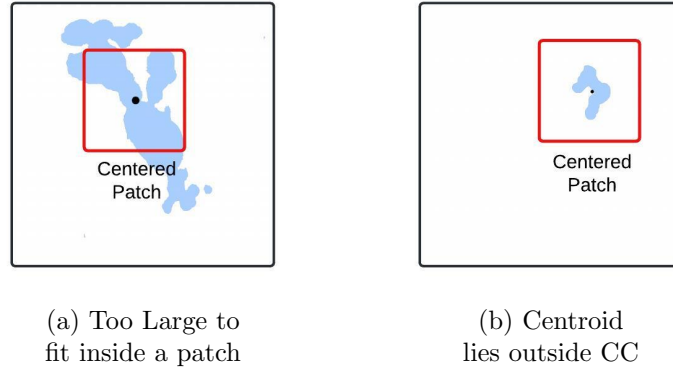 Centered
Patch
Centered
Patch
(a) Too Large to
fit inside a patch
(b) Centroid
lies outside CC